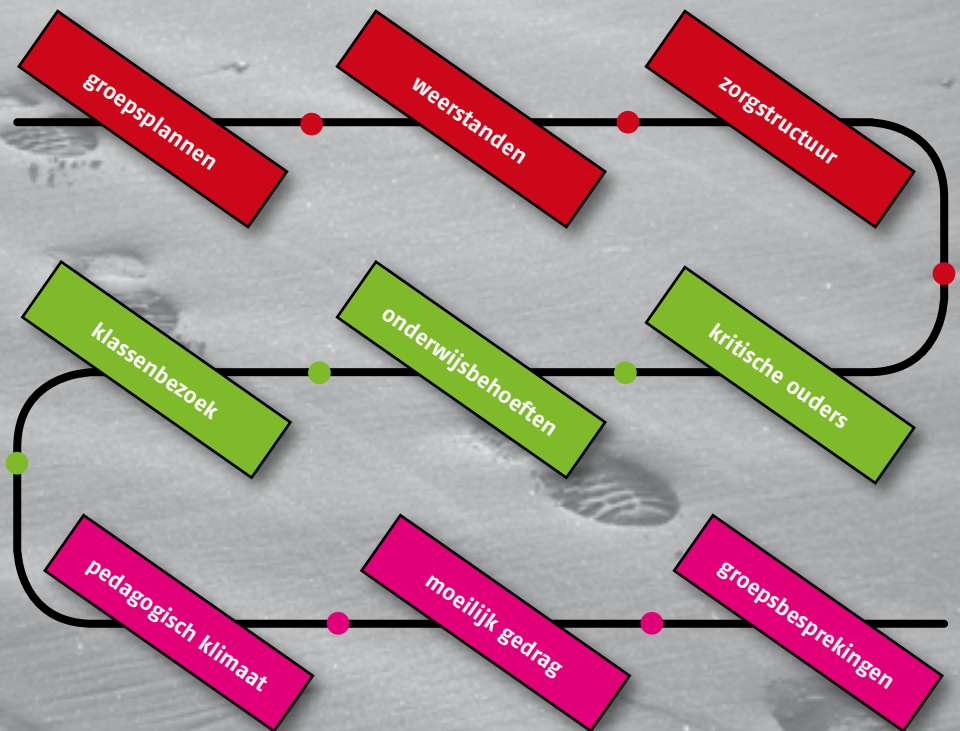 groepsplannen
weerstanden
zorgstructuur
klassenbezoek
onderwijsbehoeften
kritische ouders
pedagogisch klimaat
moeilijk gedrag
groepsbesprekingen